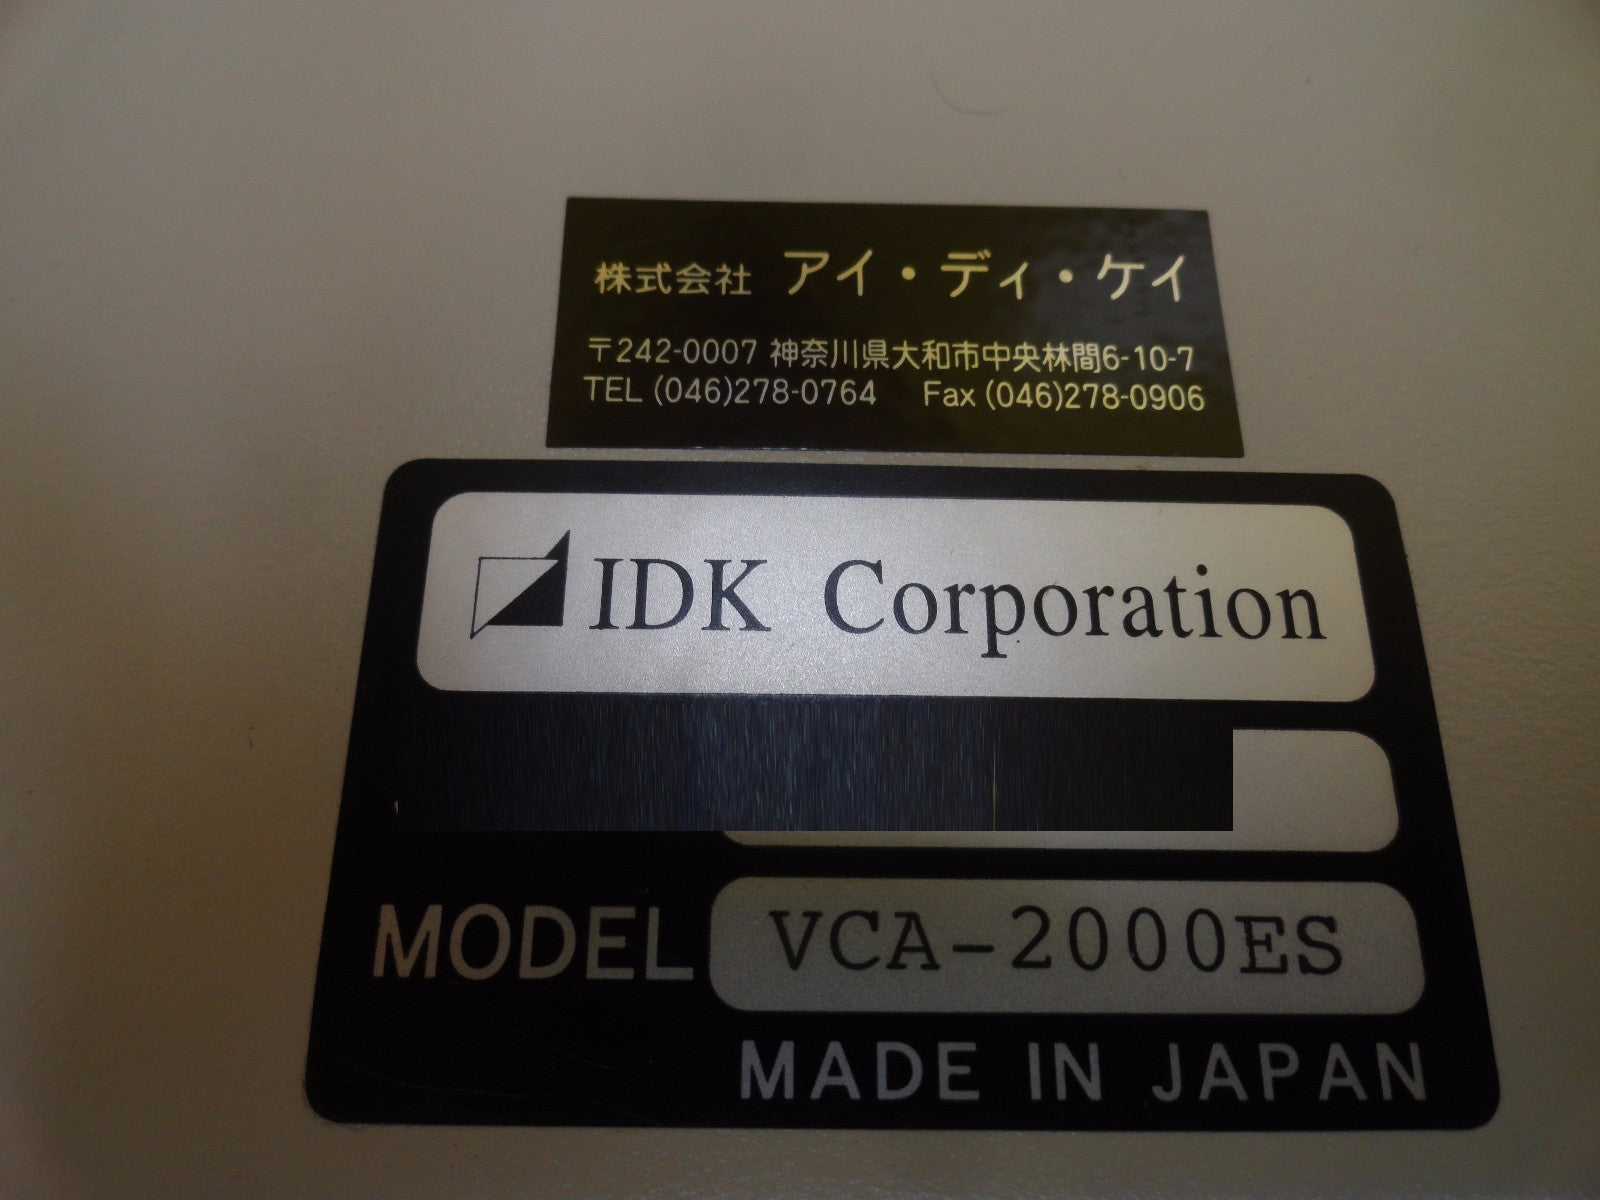 株式会社 アイ・ディ・ケイ
〒242-0007 神奈川県大和市中央林間6-10-7
TEL (046)278-0764 Fax (046)278-0906
IDK Corporation
MODEL VCA-2000ES
MADE IN JAPAN